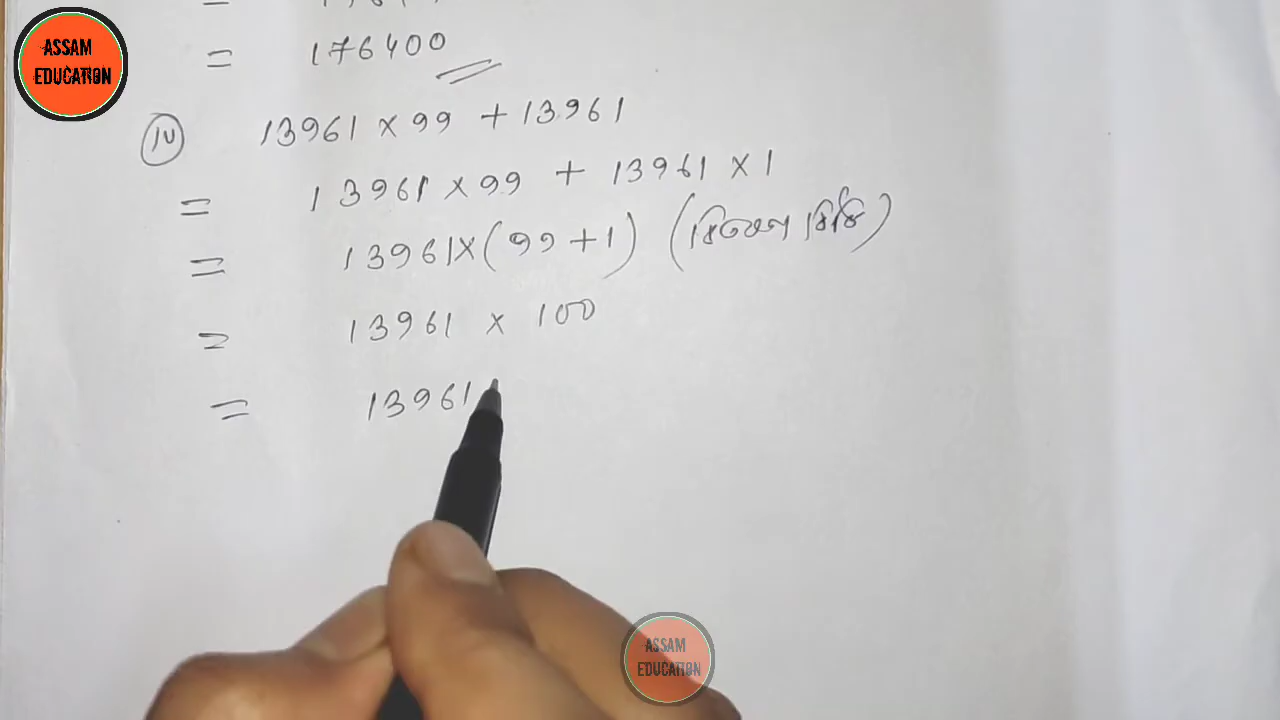 ASSAM
EDUCATION
= 176400
(iv) 13961 × 99 + 13961
= 13961 × 99 + 13961 × 1
= 13961 × (99 + 1) (বিতৰণ বিধি)
= 13961 × 100
= 13961
ASSAM
EDUCATION